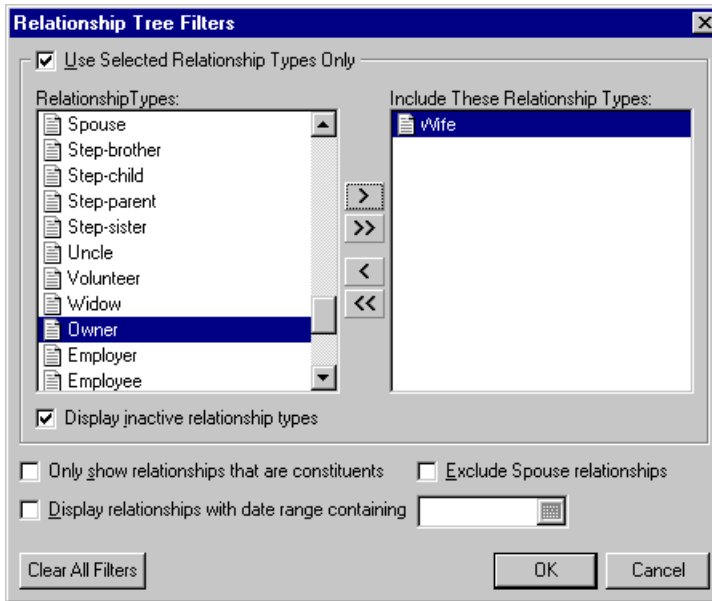 Relationship Tree Filters
Use Selected Relationship Types Only
RelationshipTypes:
Include These Relationship Types:
Spouse
Step-brother
Step-child
Step-parent
Step-sister
Uncle
Volunteer
Widow
Owner
Employer
Employee
>
>>
<
<<
Wife
Display inactive relationship types
Only show relationships that are constituents
Exclude Spouse relationships
Display relationships with date range containing
Clear All Filters
OK
Cancel